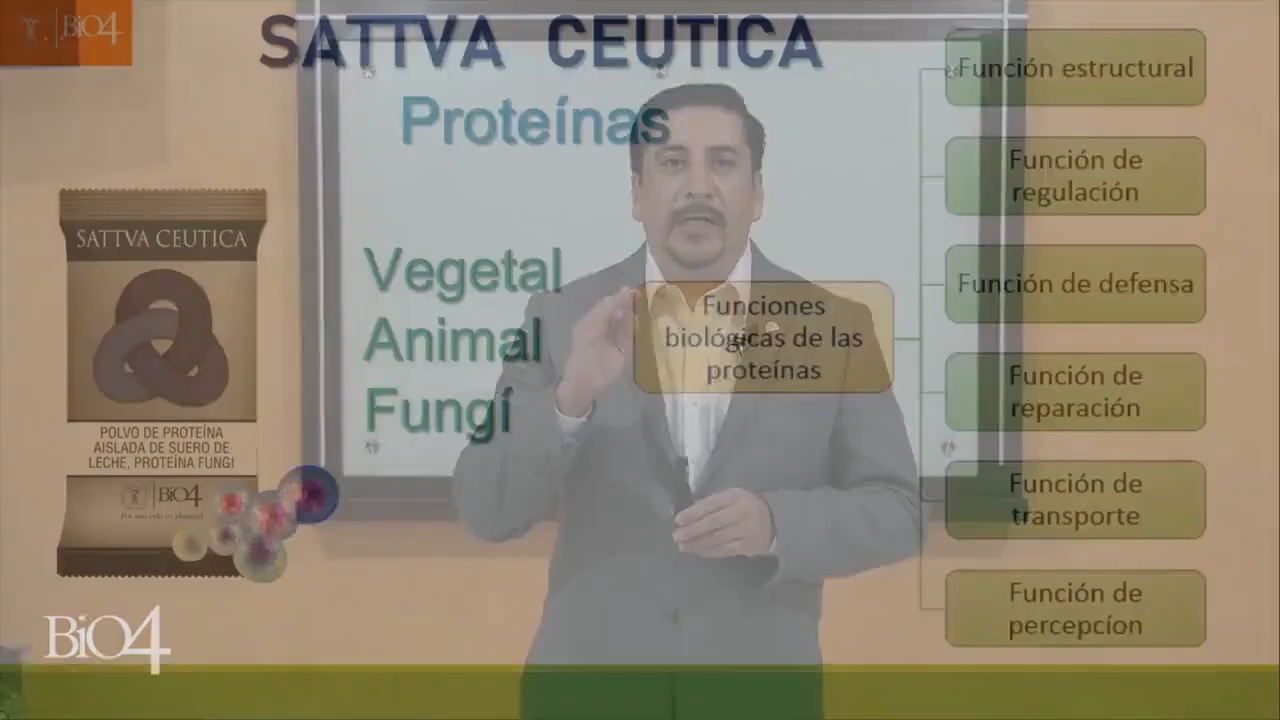 BiO4
SATTVA CEUTICA
Proteínas
Vegetal
Animal
Fungí
SATTVA CEUTICA
POLVO DE PROTEÍNA
AISLADA DE SUERO DE
LECHE, PROTEÍNA FUNGI
BiO4
BiO4
Funciones
biológicas de las
proteínas
Función estructural
Función de
regulación
Función de defensa
Función de
reparación
Función de
transporte
Función de
percepcíon